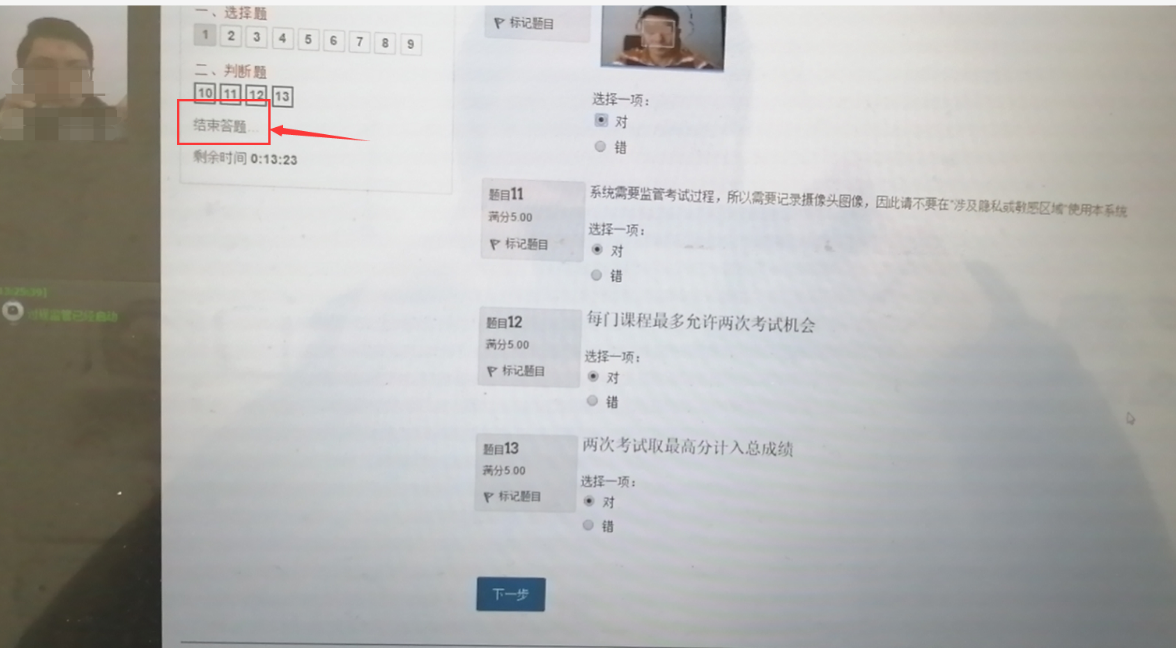 一、选择题
1 2 3 4 5 6 7 8 9
二、判断题
10 11 12 13
结束答题...
剩余时间 0:13:23
标记题目
选择一项:
对
错
题目11
满分5.00
标记题目
系统需要监管考试过程，所以需要记录摄像头图像，因此请不要在"涉及隐私或敏感区域"使用本系统
选择一项:
对
错
题目12
满分5.00
标记题目
每门课程最多允许两次考试机会
选择一项:
对
错
题目13
满分5.00
标记题目
两次考试取最高分计入总成绩
选择一项:
对
错
下一步